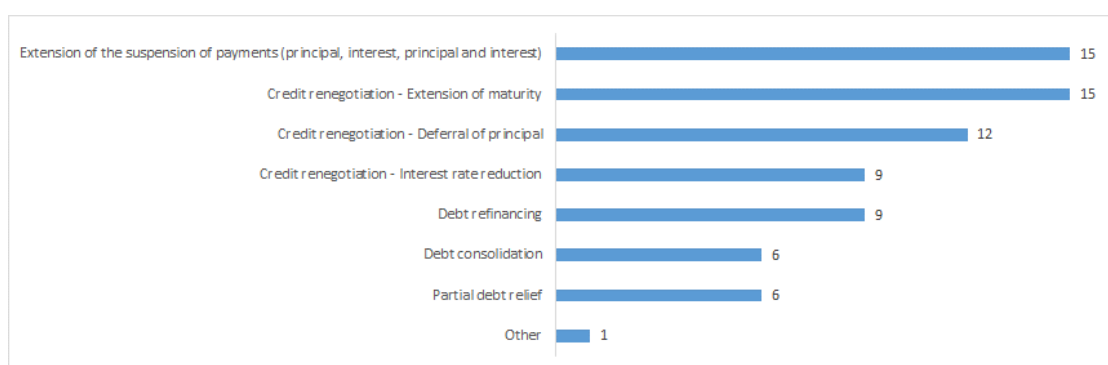 Extension of the suspension of payments (principal, interest, principal and interest) 15
Credit renegotiation - Extension of maturity 15
Credit renegotiation - Deferral of principal 12
Credit renegotiation - Interest rate reduction 9
Debt refinancing 9
Debt consolidation 6
Partial debt relief 6
Other 1